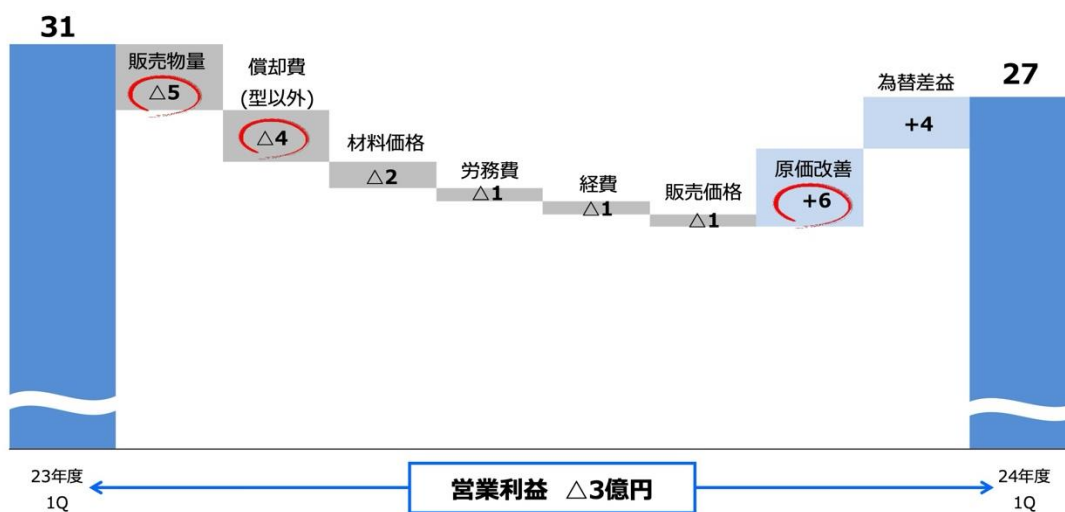 31
販売物量
△5
償却費
(型以外)
△4
材料価格
△2
労務費
△1
経費
△1
販売価格
△1
原価改善
+6
為替差益
+4
27
23年度
1Q
営業利益 △3億円
24年度
1Q